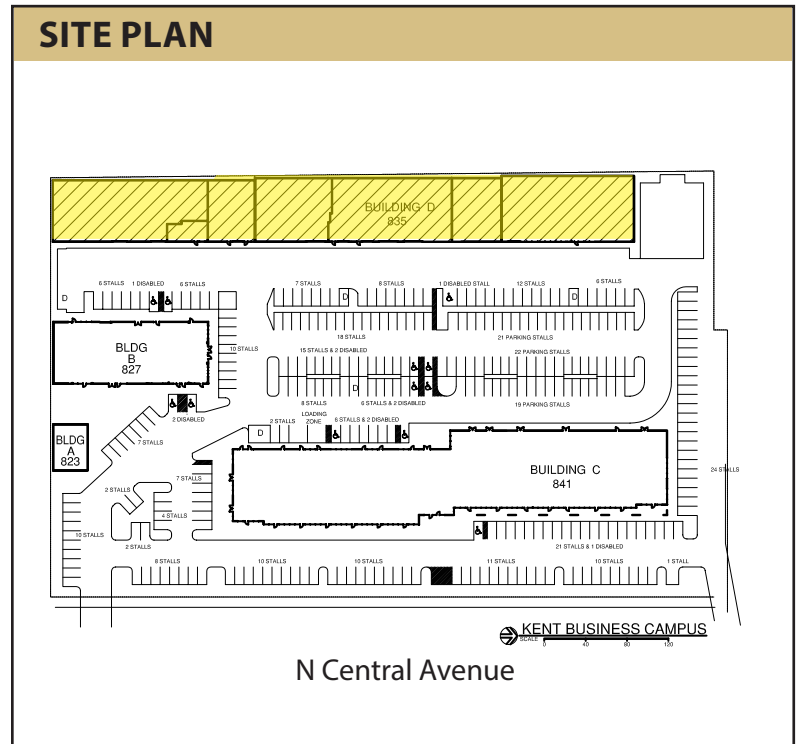 SITE PLAN
BUILDING D
835
6 STALLS 1 DISABLED 6 STALLS
D
7 STALLS
D
8 STALLS
1 DISABLED STALL
12 STALLS
D
6 STALLS
18 STALLS
21 PARKING STALLS
BLDG
B
827
10 STALLS
15 STALLS & 2 DISABLED
22 PARKING STALLS
D
8 STALLS
6 STALLS & 2 DISABLED
19 PARKING STALLS
2 DISABLED
7 STALLS
BLDG
A
823
D
2 STALLS
LOADING
ZONE
6 STALLS & 2 DISABLED
BUILDING C
841
24 STALLS
7 STALLS
2 STALLS
4 STALLS
10 STALLS
2 STALLS
21 STALLS & 1 DISABLED
8 STALLS
10 STALLS
10 STALLS
11 STALLS
10 STALLS
1 STALL
KENT BUSINESS CAMPUS
SCALE
0 40 80 120
N Central Avenue